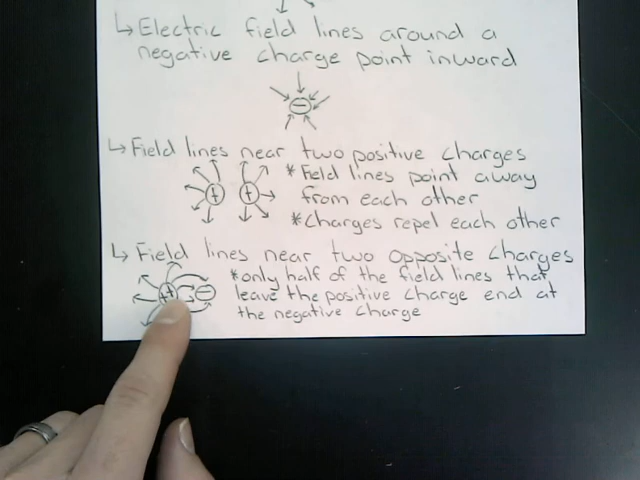 ↳ Electric field lines around a
negative charge point inward
−
↳ Field lines near two positive charges
+ + * Field lines point away
from each other
* Charges repel each other
↳ Field lines near two opposite charges
+ − * only half of the field lines that
leave the positive charge end at
the negative charge